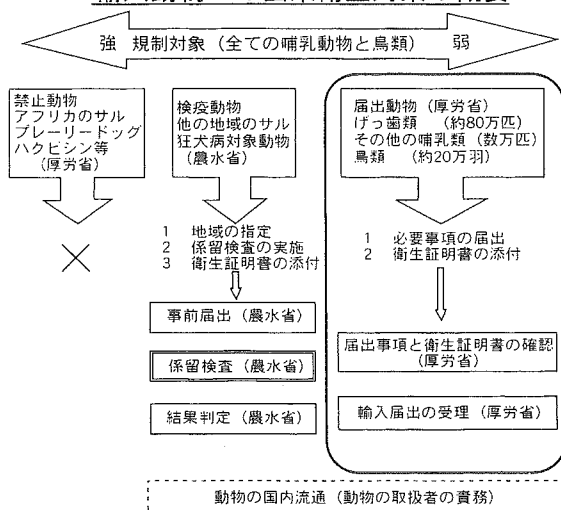 強 規制対象（全ての哺乳動物と鳥類） 弱
禁止動物
アフリカのサル
プレーリードッグ
ハクビシン等
（厚労省）
検疫動物
他の地域のサル
狂犬病対象動物
（農水省）
届出動物（厚労省）
げっ歯類 （約80万匹）
その他の哺乳類（数万匹）
鳥類 （約20万羽）
1 地域の指定
2 係留検査の実施
3 衛生証明書の添付
1 必要事項の届出
2 衛生証明書の添付
事前届出（農水省）
係留検査（農水省）
結果判定（農水省）
届出事項と衛生証明書の確認
（厚労省）
輸入届出の受理（厚労省）
動物の国内流通（動物の取扱者の責務）